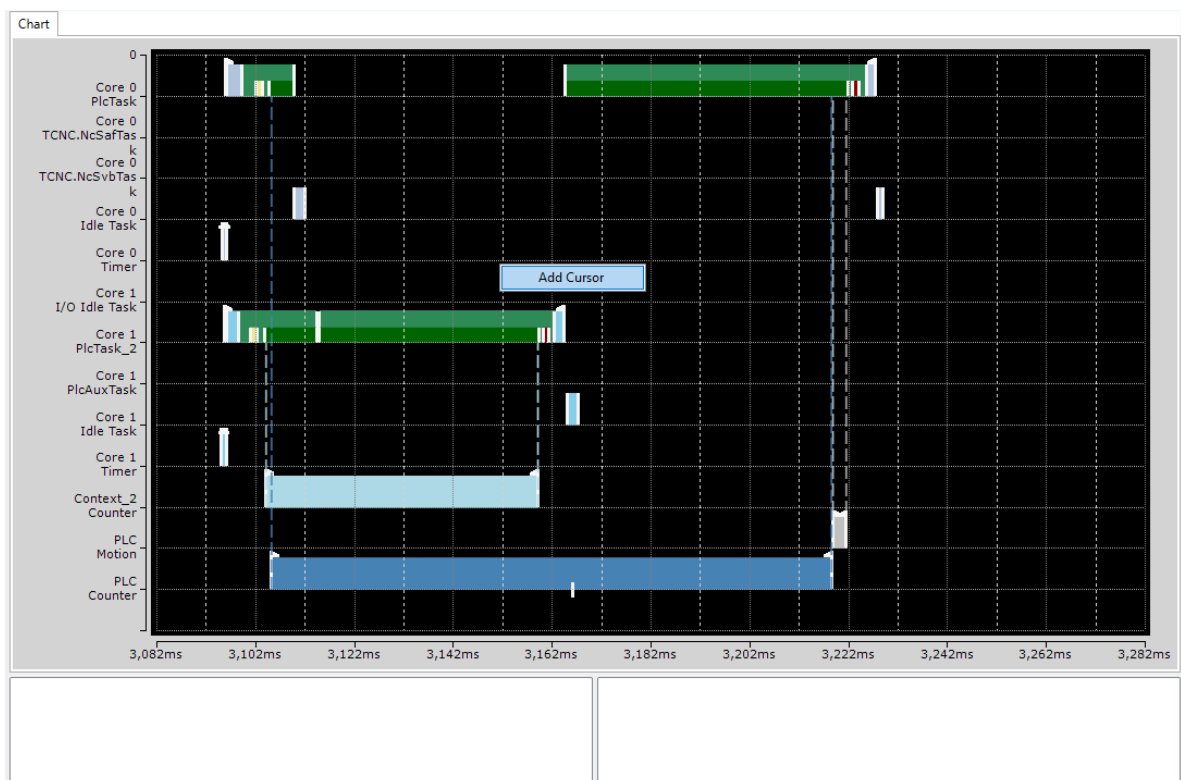 Chart
0
Core 0
PlcTask
Core 0
TCNC.NcSafTas
k
Core 0
TCNC.NcSvbTas
k
Core 0
Idle Task
Core 0
Timer
Add Cursor
Core 1
I/O Idle Task
Core 1
PlcTask_2
Core 1
PlcAuxTask
Core 1
Idle Task
Core 1
Timer
Context_2
Counter
PLC
Motion
PLC
Counter
3,082ms 3,102ms 3,122ms 3,142ms 3,162ms 3,182ms 3,202ms 3,222ms 3,242ms 3,262ms 3,282ms